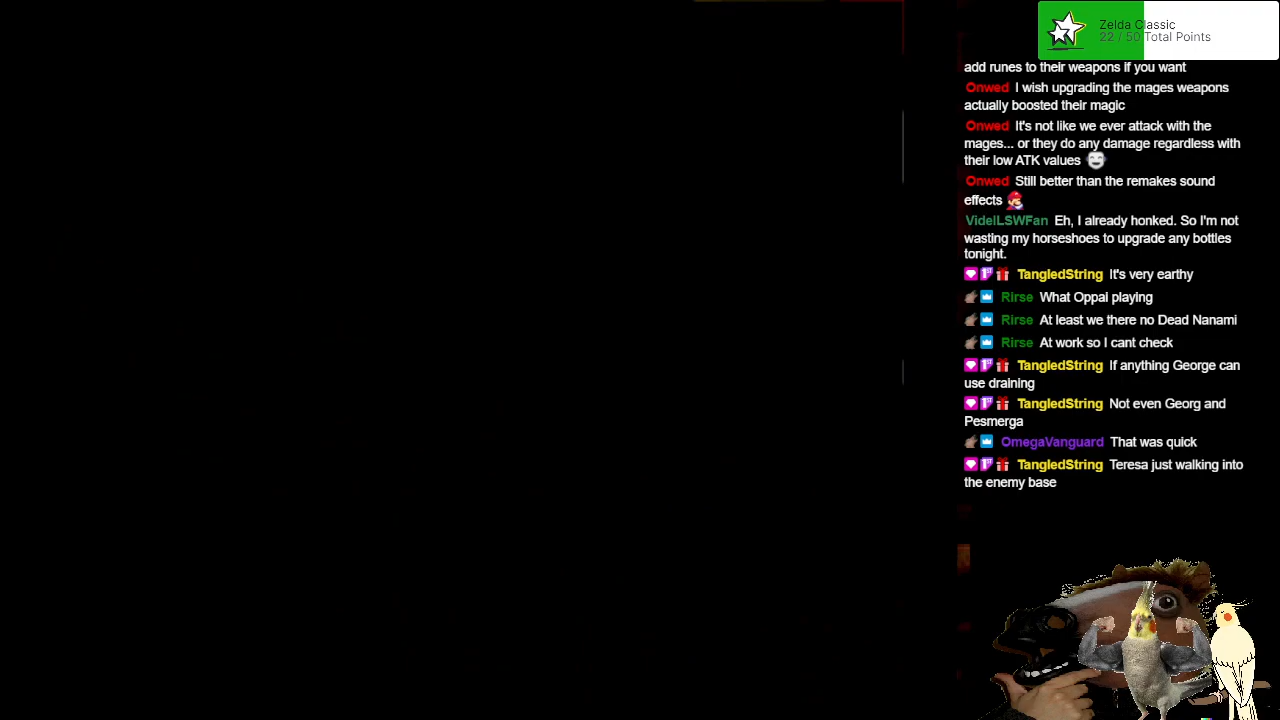 Zelda Classic
22 / 50 Total Points
add runes to their weapons if you want
Onwed I wish upgrading the mages weapons
actually boosted their magic
Onwed It's not like we ever attack with the
mages... or they do any damage regardless with
their low ATK values
Onwed Still better than the remakes sound
effects
VidelLSWFan Eh, I already honked. So I'm not
wasting my horseshoes to upgrade any bottles
tonight.
TangledString It's very earthy
Rirse What Oppai playing
Rirse At least we there no Dead Nanami
Rirse At work so I cant check
TangledString If anything George can
use draining
TangledString Not even Georg and
Pesmerga
OmegaVanguard That was quick
TangledString Teresa just walking into
the enemy base